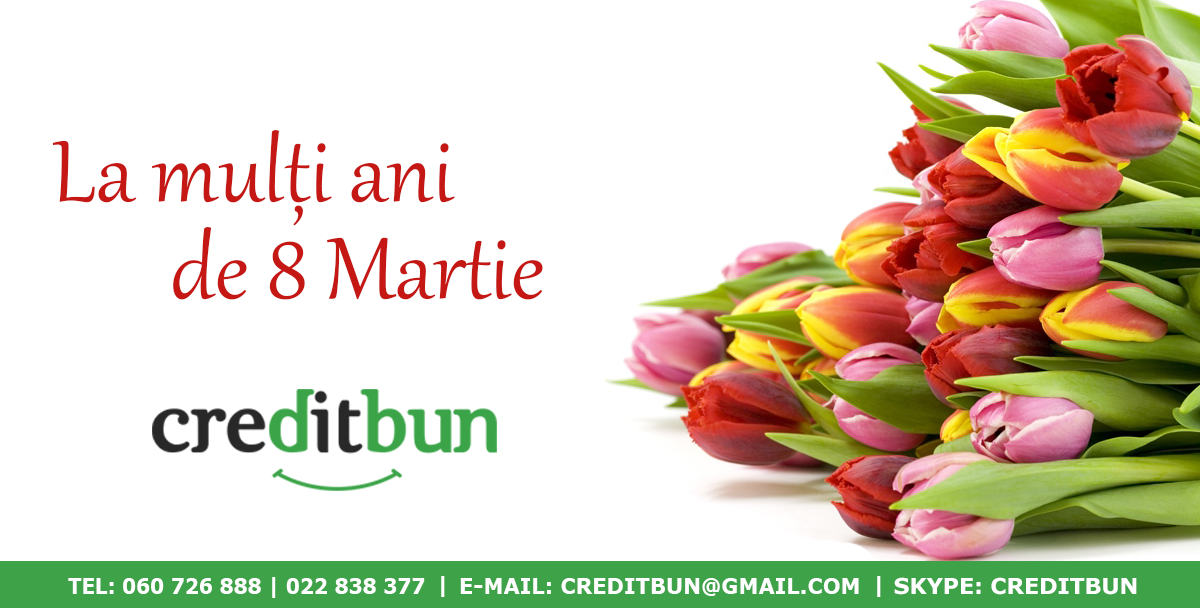 La mulți ani
de 8 Martie
creditbun
TEL: 060 726 888 | 022 838 377 | E-MAIL: CREDITBUN@GMAIL.COM | SKYPE: CREDITBUN